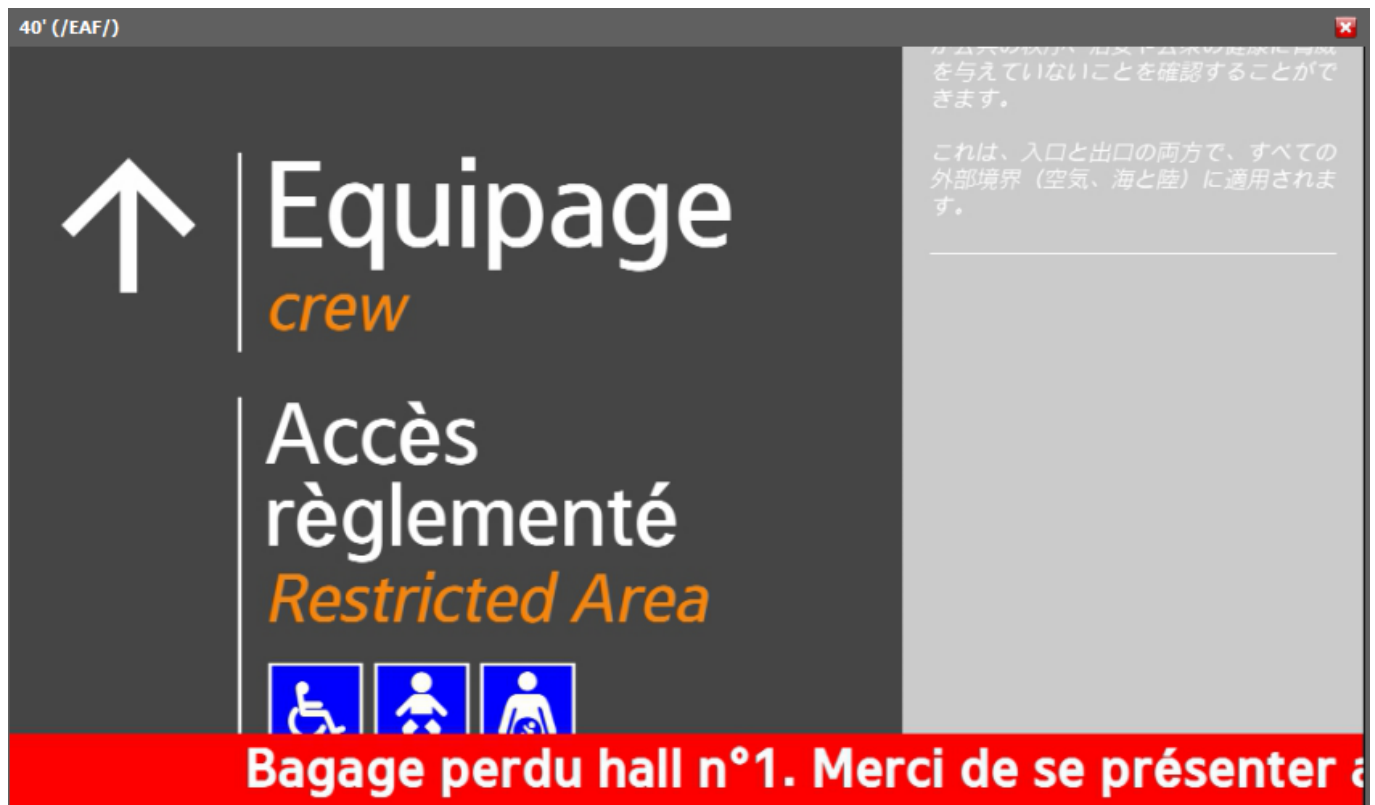 40' (/EAF/)
Equipage
crew
Accès
règlementé
Restricted Area
を与えていないことを確認することがで
きます。
これは、入口と出口の両方で、すべての
外部境界（空気、海と陸）に適用されま
す。
Bagage perdu hall n°1. Merci de se présenter